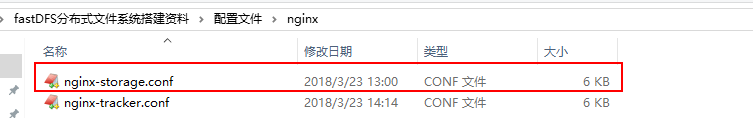 fastDFS分布式文件系统搭建资料 > 配置文件 > nginx
名称 修改日期 类型 大小
nginx-storage.conf 2018/3/23 13:00 CONF 文件 6 KB
nginx-tracker.conf 2018/3/23 14:14 CONF 文件 6 KB